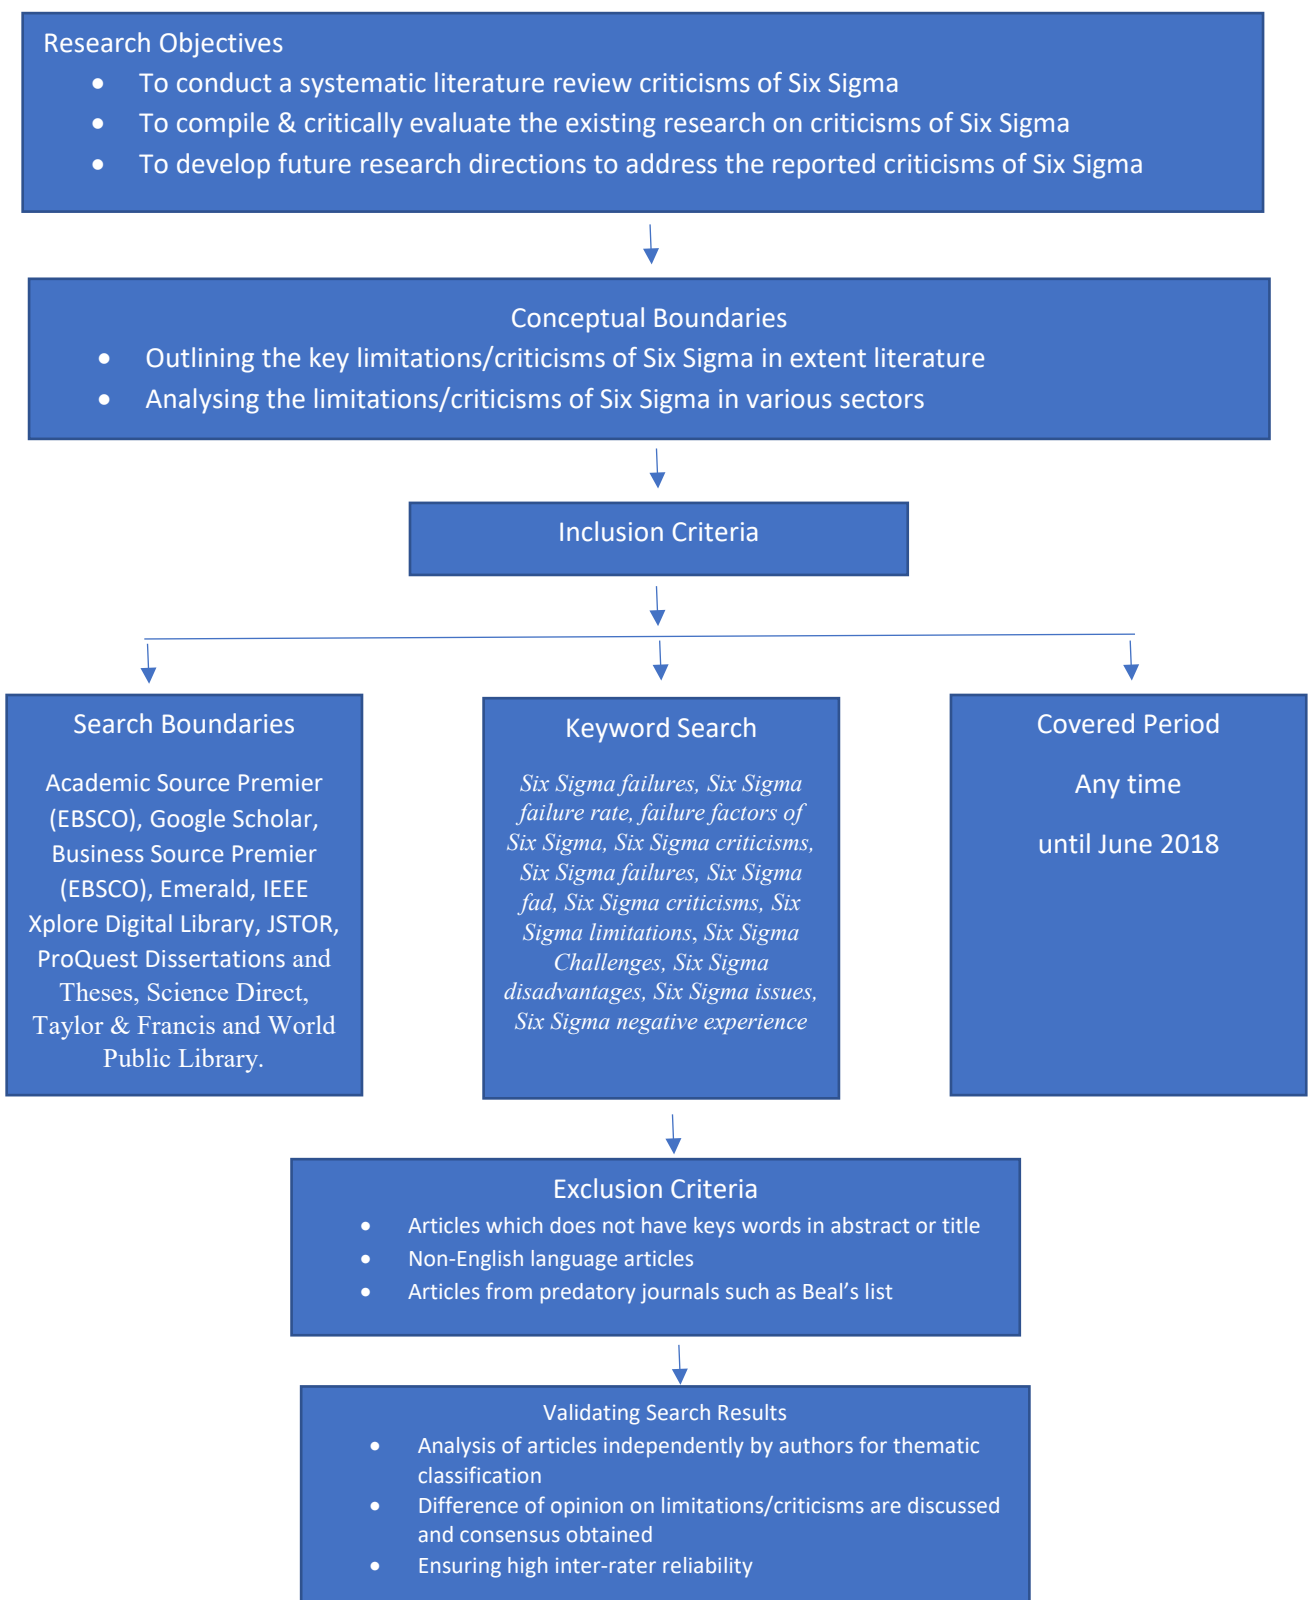 Research Objectives
• To conduct a systematic literature review criticisms of Six Sigma
• To compile & critically evaluate the existing research on criticisms of Six Sigma
• To develop future research directions to address the reported criticisms of Six Sigma
Conceptual Boundaries
• Outlining the key limitations/criticisms of Six Sigma in extent literature
• Analysing the limitations/criticisms of Six Sigma in various sectors
Inclusion Criteria
Search Boundaries
Academic Source Premier
(EBSCO), Google Scholar,
Business Source Premier
(EBSCO), Emerald, IEEE
Xplore Digital Library, JSTOR,
ProQuest Dissertations and
Theses, Science Direct,
Taylor & Francis and World
Public Library.
Keyword Search
Six Sigma failures, Six Sigma
failure rate, failure factors of
Six Sigma, Six Sigma criticisms,
Six Sigma failures, Six Sigma
fad, Six Sigma criticisms, Six
Sigma limitations, Six Sigma
Challenges, Six Sigma
disadvantages, Six Sigma issues,
Six Sigma negative experience
Covered Period
Any time
until June 2018
Exclusion Criteria
• Articles which does not have keys words in abstract or title
• Non-English language articles
• Articles from predatory journals such as Beal’s list
Validating Search Results
• Analysis of articles independently by authors for thematic
classification
• Difference of opinion on limitations/criticisms are discussed
and consensus obtained
• Ensuring high inter-rater reliability